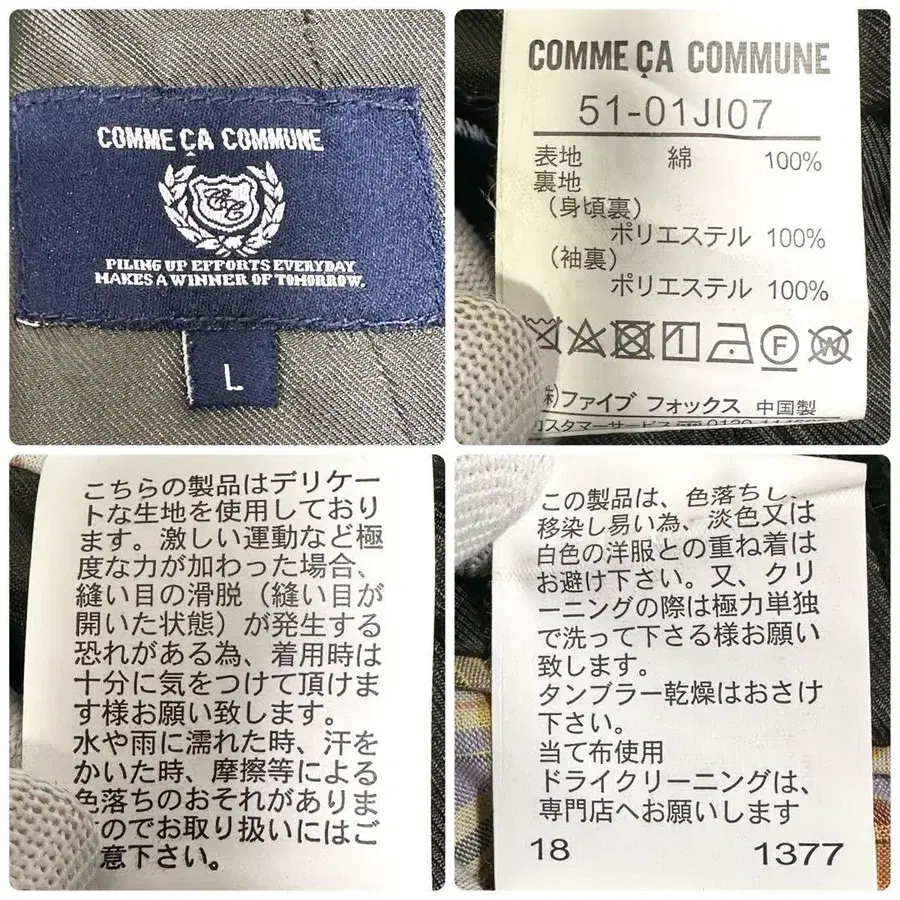 COMME ÇA COMMUNE
PILING UP EFFORTS EVERYDAY
MAKES A WINNER OF TOMORROW.
L
COMME ÇA COMMUNE
51-01JI07
表地 綿 100%
裏地
(身頃裏)
ポリエステル 100%
(袖裏)
ポリエステル 100%
F
W
㈱ファイブ フォックス 中国製
カスタマーサービス
こちらの製品はデリケー
トな生地を使用しており
ます。激しい運動など極
度な力が加わった場合、
縫い目の滑脱(縫い目が
開いた状態)が発生する
恐れがある為、着用時は
十分に気をつけて頂けま
す様お願い致します。
水や雨に濡れた時、汗を
かいた時、摩擦等による
色落ちのおそれがありま
すのでお取り扱いにはご
意下さい。
この製品は、色落ちし、
移染し易い為、淡色又は
白色の洋服との重ね着は
お避け下さい。又、クリ
ーニングの際は極力単独
で洗って下さる様お願い
致します。
タンブラー乾燥はおさけ
下さい。
当て布使用
ドライクリーニングは、
専門店へお願いします
18 1377